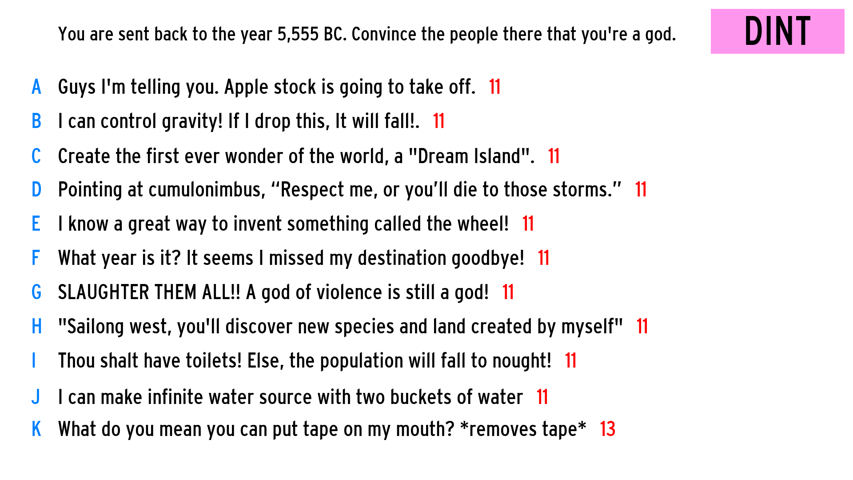 You are sent back to the year 5,555 BC. Convince the people there that you're a god.
DINT
A Guys I'm telling you. Apple stock is going to take off. 11
B I can control gravity! If I drop this, It will fall!. 11
C Create the first ever wonder of the world, a "Dream Island". 11
D Pointing at cumulonimbus, “Respect me, or you’ll die to those storms.” 11
E I know a great way to invent something called the wheel! 11
F What year is it? It seems I missed my destination goodbye! 11
G SLAUGHTER THEM ALL!! A god of violence is still a god! 11
H "Sailong west, you'll discover new species and land created by myself" 11
I Thou shalt have toilets! Else, the population will fall to nought! 11
J I can make infinite water source with two buckets of water 11
K What do you mean you can put tape on my mouth? *removes tape* 13